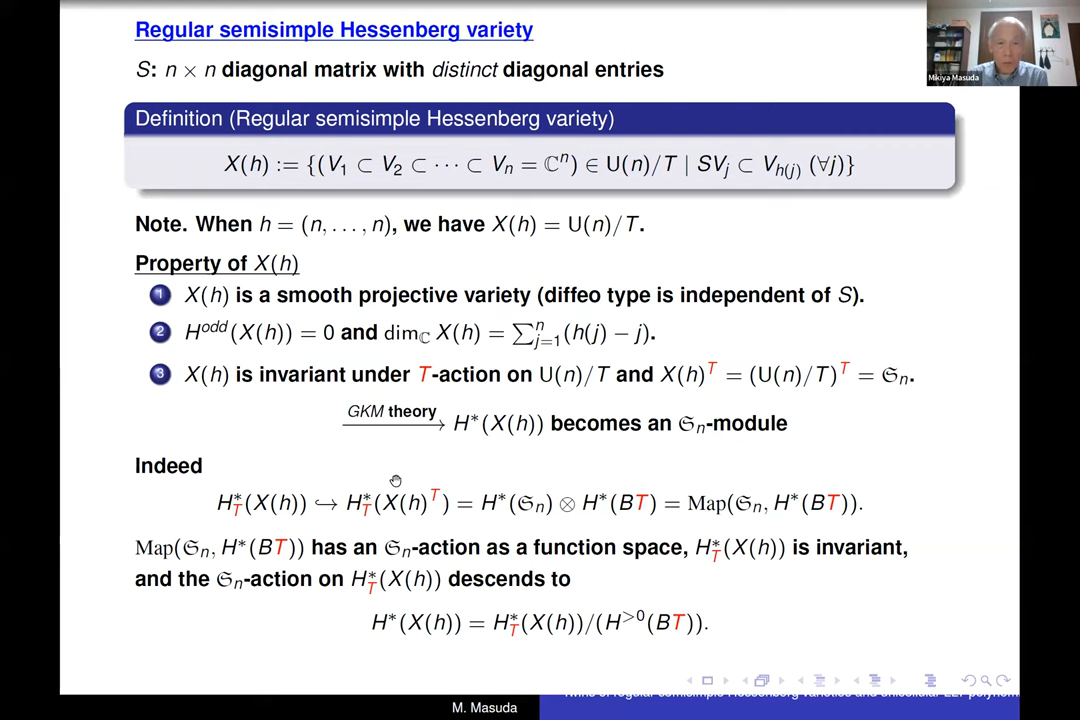 Regular semisimple Hessenberg variety
S: n × n diagonal matrix with distinct diagonal entries
Definition (Regular semisimple Hessenberg variety)
X(h) := {(V₁ ⊂ V₂ ⊂ ⋯ ⊂ Vₙ = ℂⁿ) ∈ U(n)/T | SVⱼ ⊂ V_{h(j)} (∀j)}
Note. When h = (n, . . . , n), we have X(h) = U(n)/T.
Property of X(h)
1 X(h) is a smooth projective variety (diffeo type is independent of S).
2 H^{odd}(X(h)) = 0 and dim_ℂ X(h) = ∑_{j=1}^{n}(h(j) − j).
3 X(h) is invariant under T-action on U(n)/T and X(h)^T = (U(n)/T)^T = 𝔖ₙ.
GKM theory ⟶ H*(X(h)) becomes an 𝔖ₙ-module
Indeed
H*_T(X(h)) ↪ H*_T(X(h)^T) = H*(𝔖ₙ) ⊗ H*(BT) = Map(𝔖ₙ, H*(BT)).
Map(𝔖ₙ, H*(BT)) has an 𝔖ₙ-action as a function space, H*_T(X(h)) is invariant,
and the 𝔖ₙ-action on H*_T(X(h)) descends to
H*(X(h)) = H*_T(X(h))/(H^{>0}(BT)).
M. Masuda
Mikiya Masuda